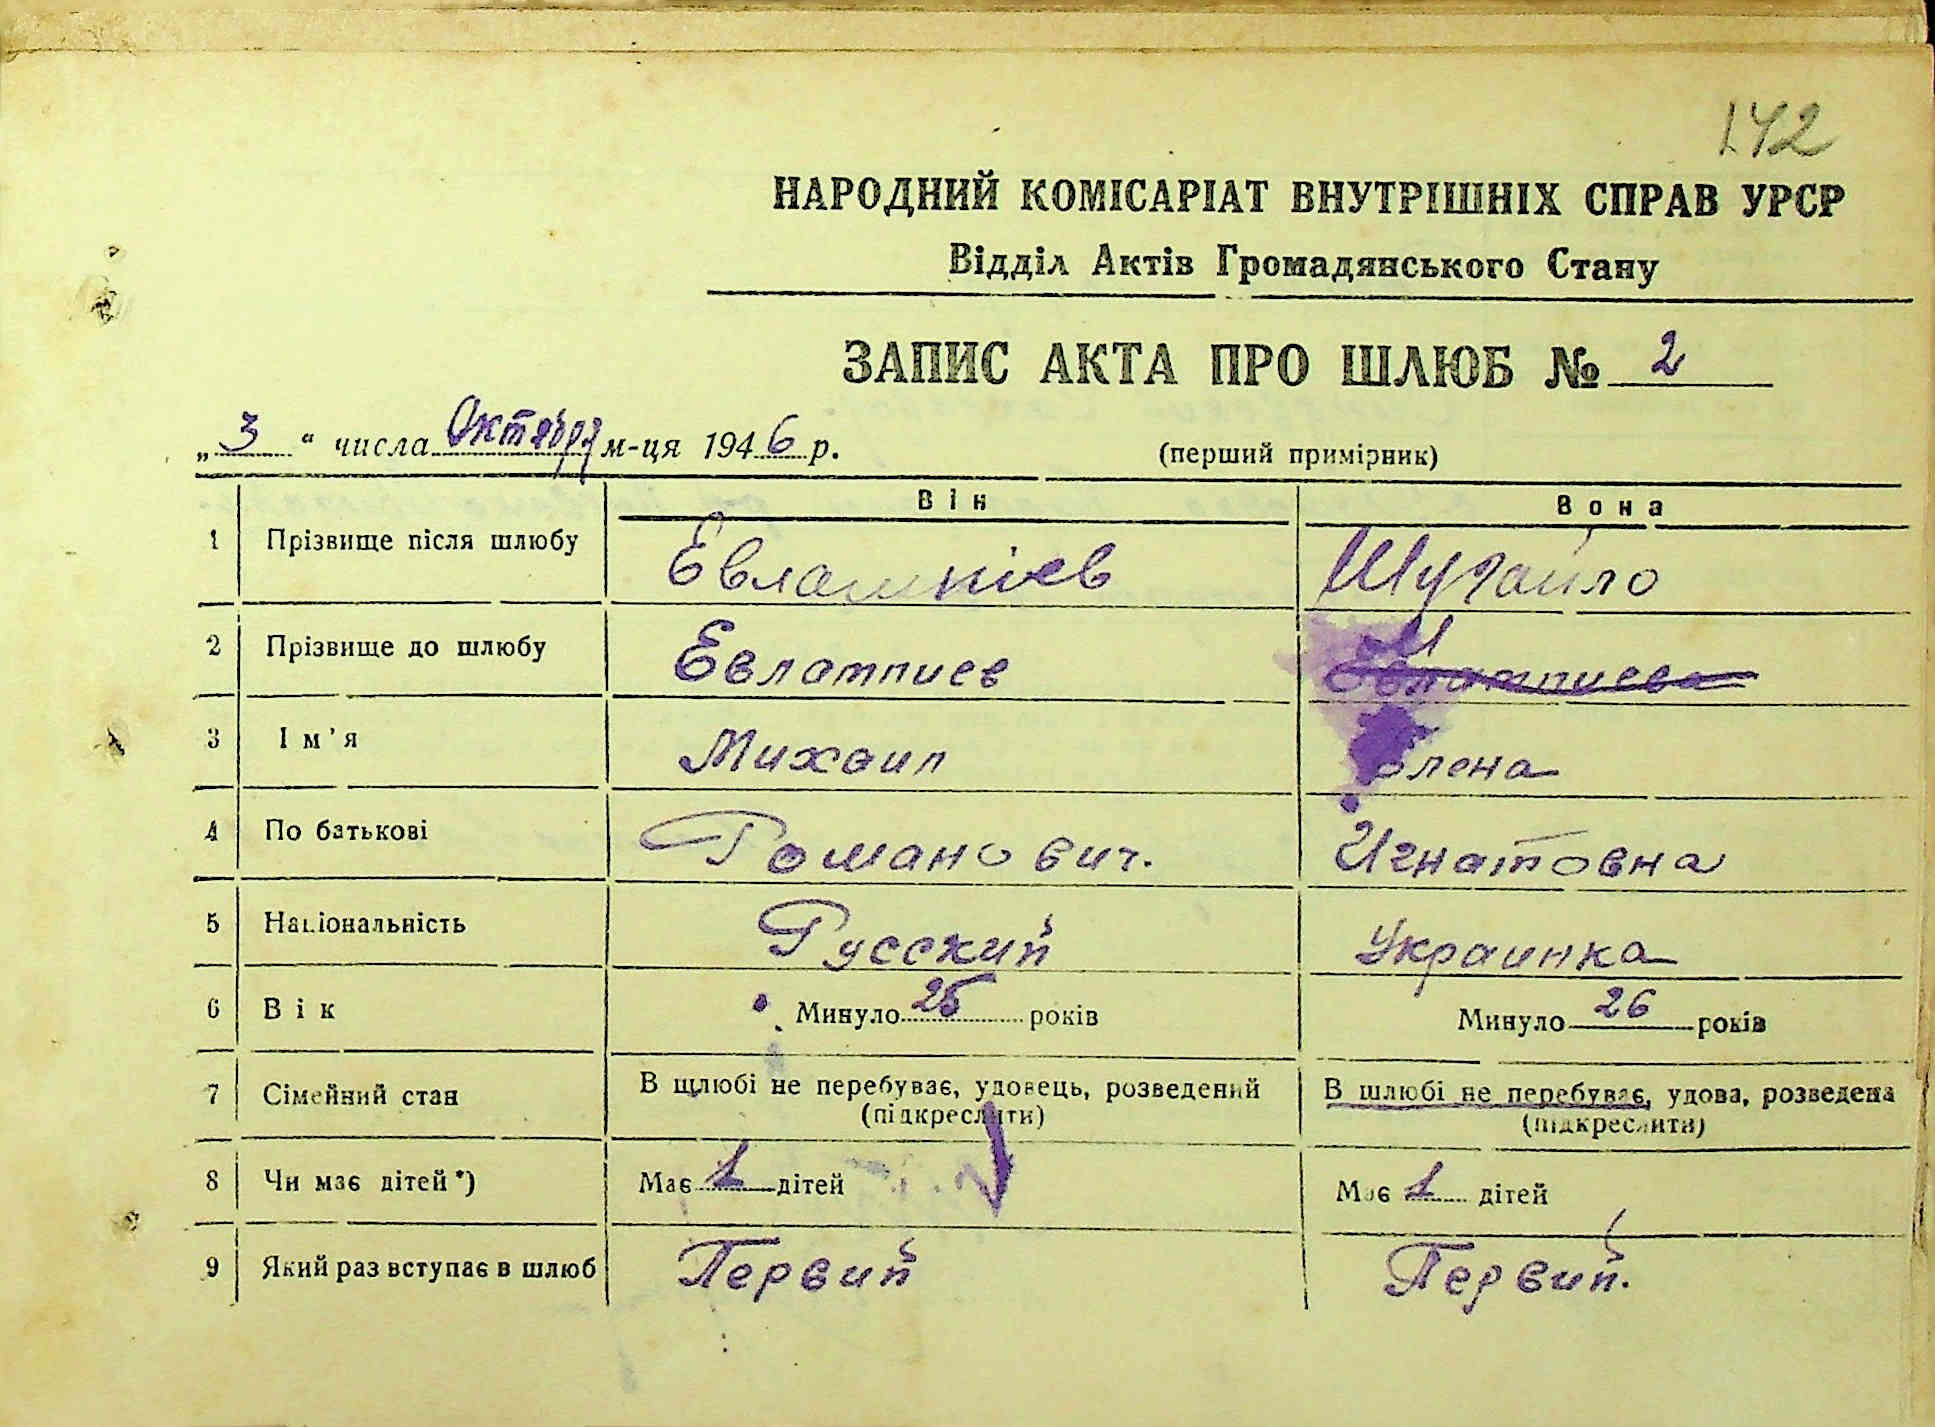 142
НАРОДНИЙ КОМІСАРІАТ ВНУТРІШНІХ СПРАВ УРСР
Відділ Актів Громадянського Стану
ЗАПИС АКТА ПРО ШЛЮБ № 2
„3“ числа Октября м-ця 1946 р. (перший примірник)
Він Вона
1 Прізвище після шлюбу Евлампиев Шугайло
2 Прізвище до шлюбу Евлатпиев Евлатпиева
3 Ім'я Михаил Олена
4 По батькові Романович. Игнатовна
5 Національність Русский Украинка
6 Вік Минуло 25 років Минуло 26 років
7 Сімейний стан В шлюбі не перебуває, удовець, розведений (підкреслити) В шлюбі не перебуває, удова, розведена (підкреслити)
8 Чи має дітей *) Має 1 дітей Має 1 дітей
9 Який раз вступає в шлюб Первий Первий.